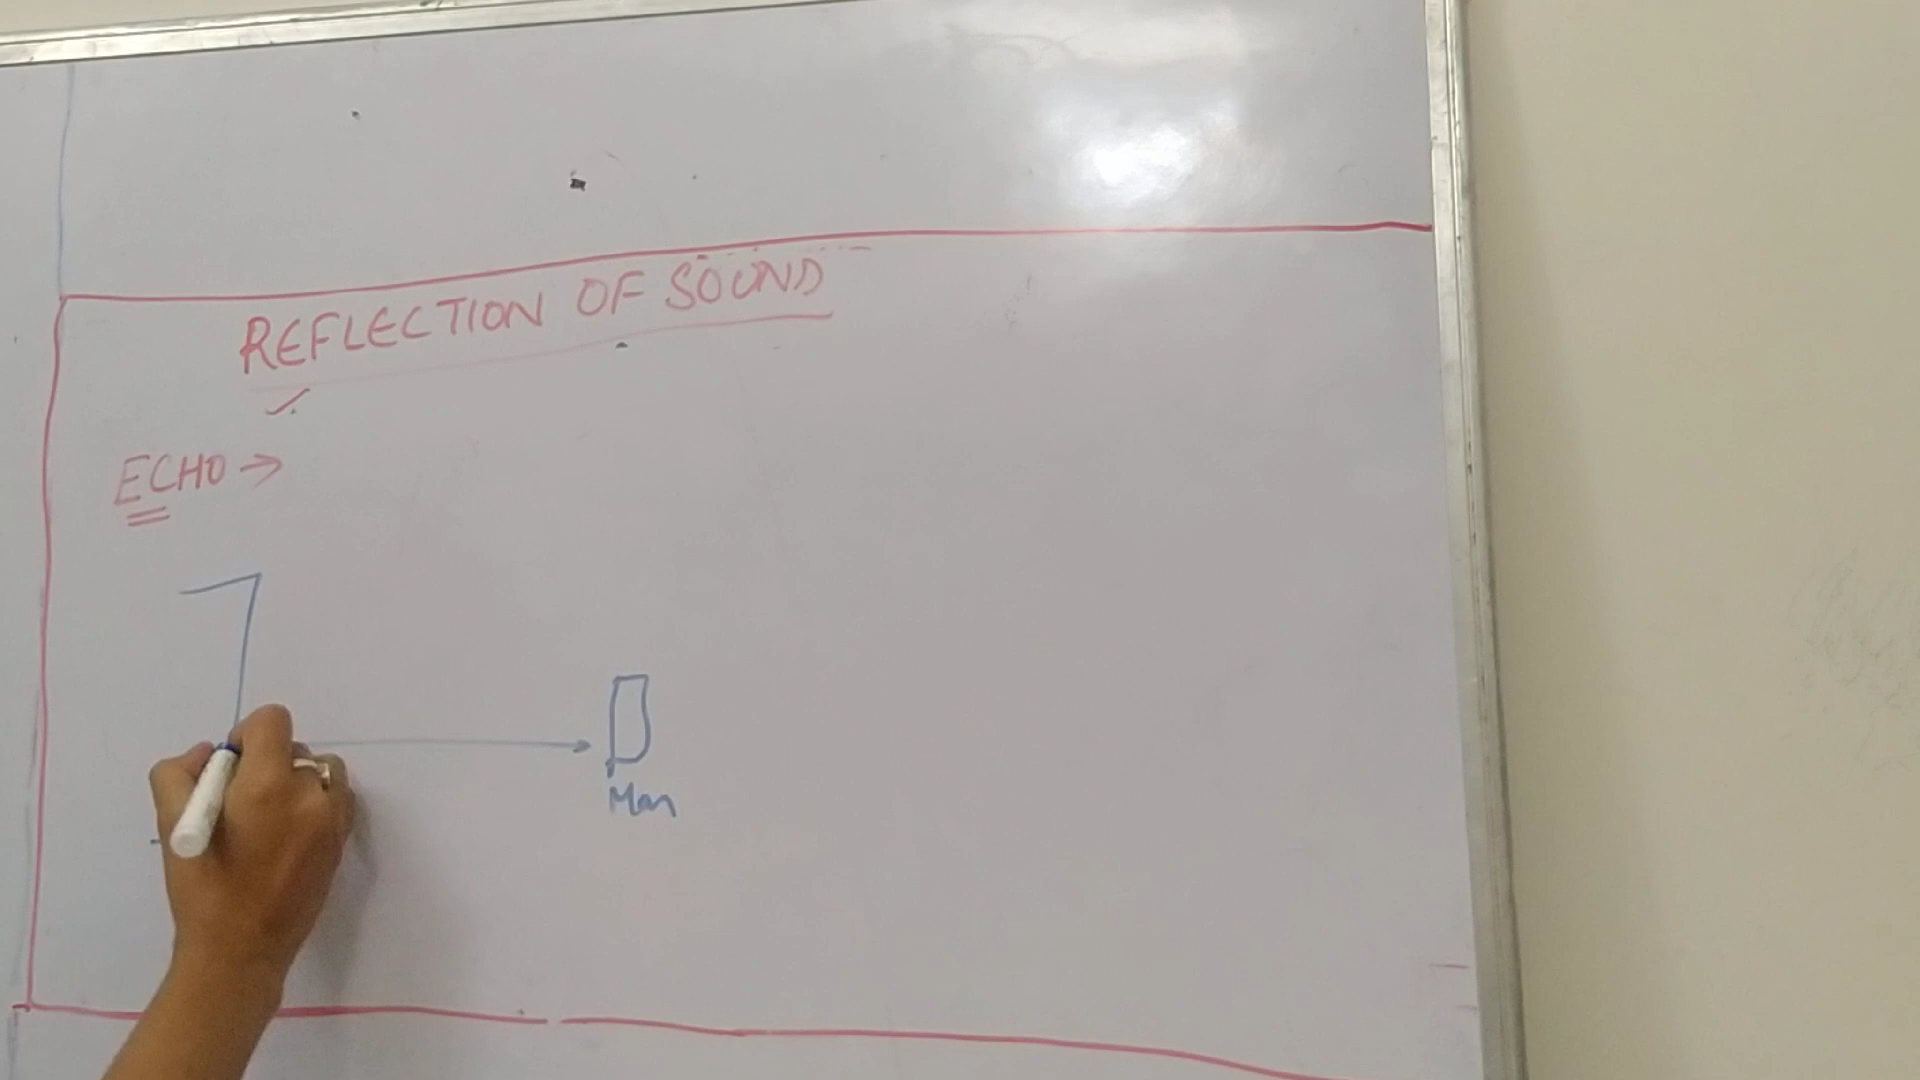 REFLECTION OF SOUND
ECHO →
Man